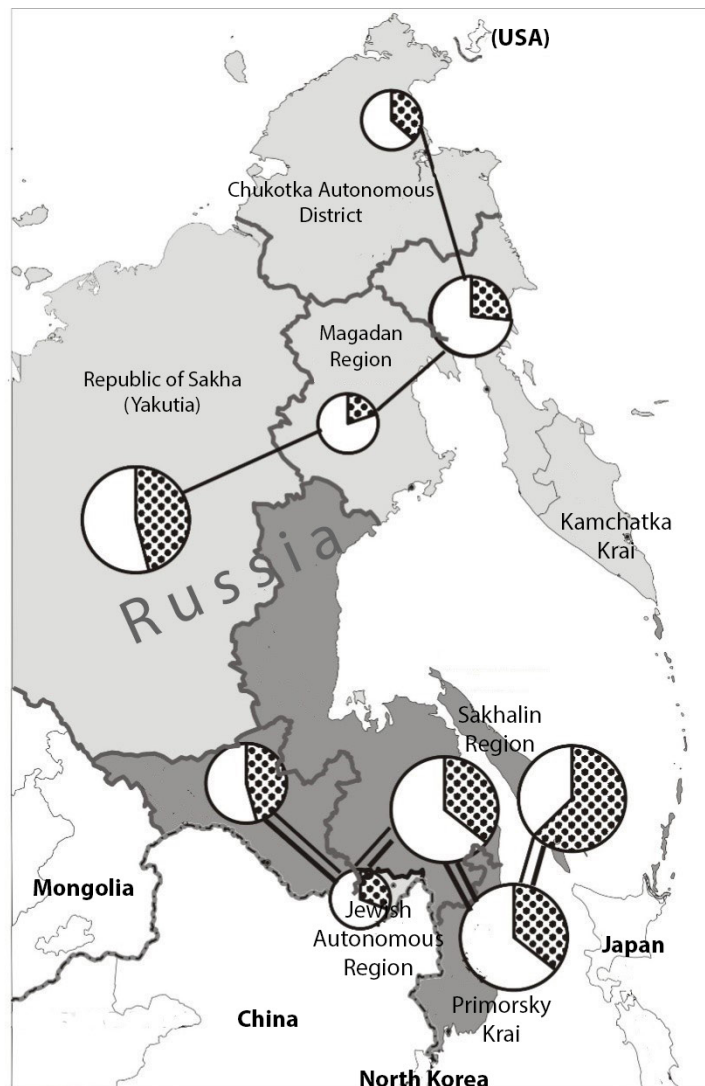 (USA)
Chukotka Autonomous
District
Magadan
Region
Republic of Sakha
(Yakutia)
Kamchatka
Krai
Russia
Sakhalin
Region
Mongolia
Jewish
Autonomous
Region
Japan
Primorsky
Krai
China
North Korea